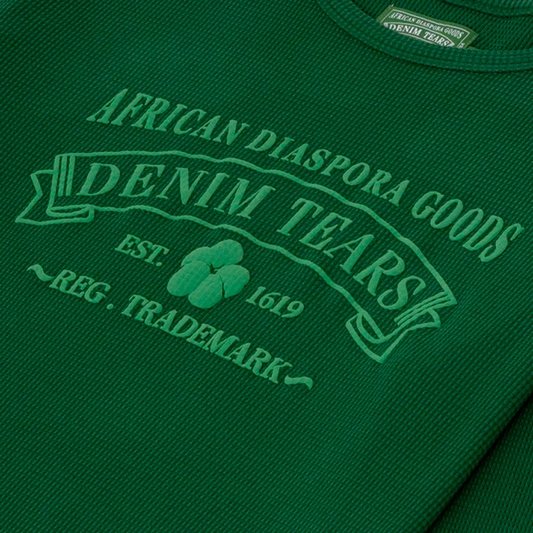 AFRICAN DIASPORA GOODS
DENIM TEARS
AFRICAN DIASPORA GOODS
DENIM TEARS
EST. 1619
REG. TRADEMARK